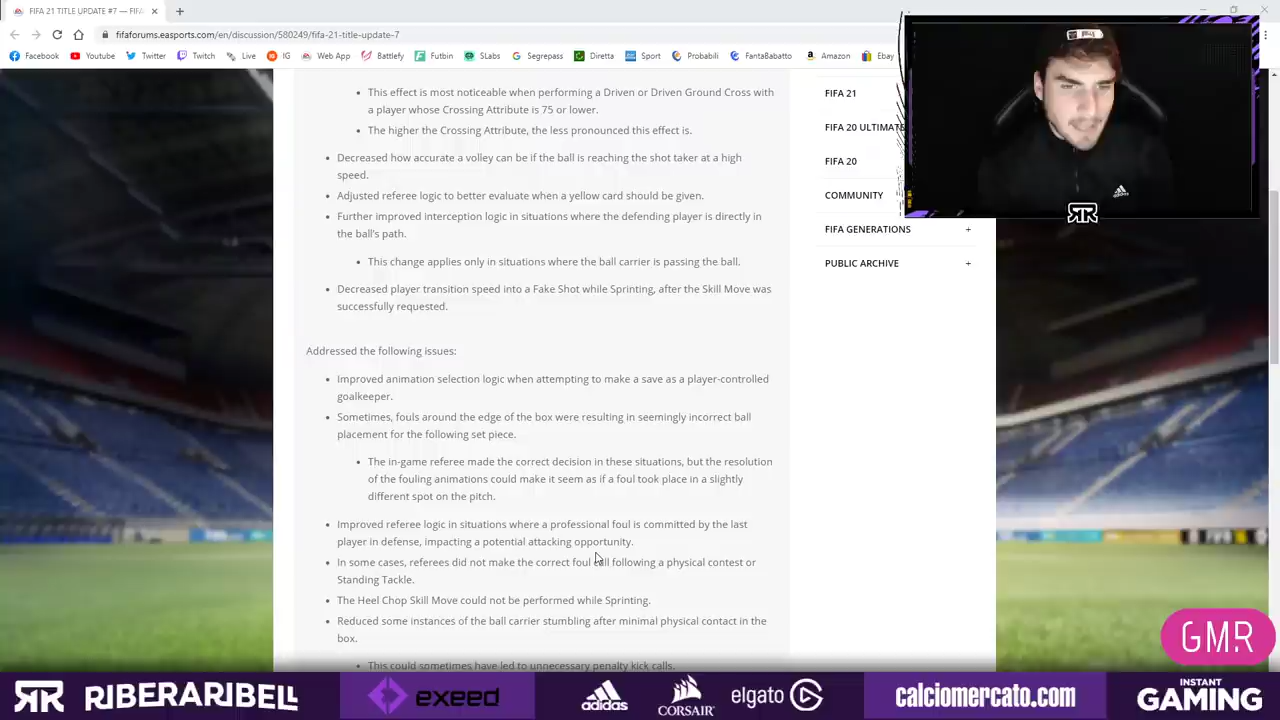 FIFA 21 TITLE UPDATE #7 — FIFA
fifaforums.easports.com/en/discussion/580249/fifa-21-title-update-7
Facebook Youtube Twitter Twitch Live IG Web App Betflag Futbin SLabs Segrepass Diretta Sport Probabili FantaBadatto Amazon Ebay
This effect is most noticeable when performing a Driven or Driven Ground Cross with
a player whose Crossing Attribute is 75 or lower.
The higher the Crossing Attribute, the less pronounced this effect is.
Decreased how accurate a volley can be if the ball is reaching the shot taker at a high
speed.
Adjusted referee logic to better evaluate when a yellow card should be given.
Further improved interception logic in situations where the defending player is directly in
the ball's path.
This change applies only in situations where the ball carrier is passing the ball.
Decreased player transition speed into a Fake Shot while Sprinting, after the Skill Move was
successfully requested.
Addressed the following issues:
Improved animation selection logic when attempting to make a save as a player-controlled
goalkeeper.
Sometimes, fouls around the edge of the box were resulting in seemingly incorrect ball
placement for the following set piece.
The in-game referee made the correct decision in these situations, but the resolution
of the fouling animations could make it seem as if a foul took place in a slightly
different spot on the pitch.
Improved referee logic in situations where a professional foul is committed by the last
player in defense, impacting a potential attacking opportunity.
In some cases, referees did not make the correct foul call following a physical contest or
Standing Tackle.
The Heel Chop Skill Move could not be performed while Sprinting.
Reduced some instances of the ball carrier stumbling after minimal physical contact in the
box.
This could sometimes have led to unnecessary penalty kick calls.
FIFA 21
FIFA 20 ULTIMATE
FIFA 20
COMMUNITY
FIFA GENERATIONS +
PUBLIC ARCHIVE +
adidas
RR
GMR
RR RIBERARIBELL exeed adidas CORSAIR elgato calciomercato.com INSTANT
GAMING